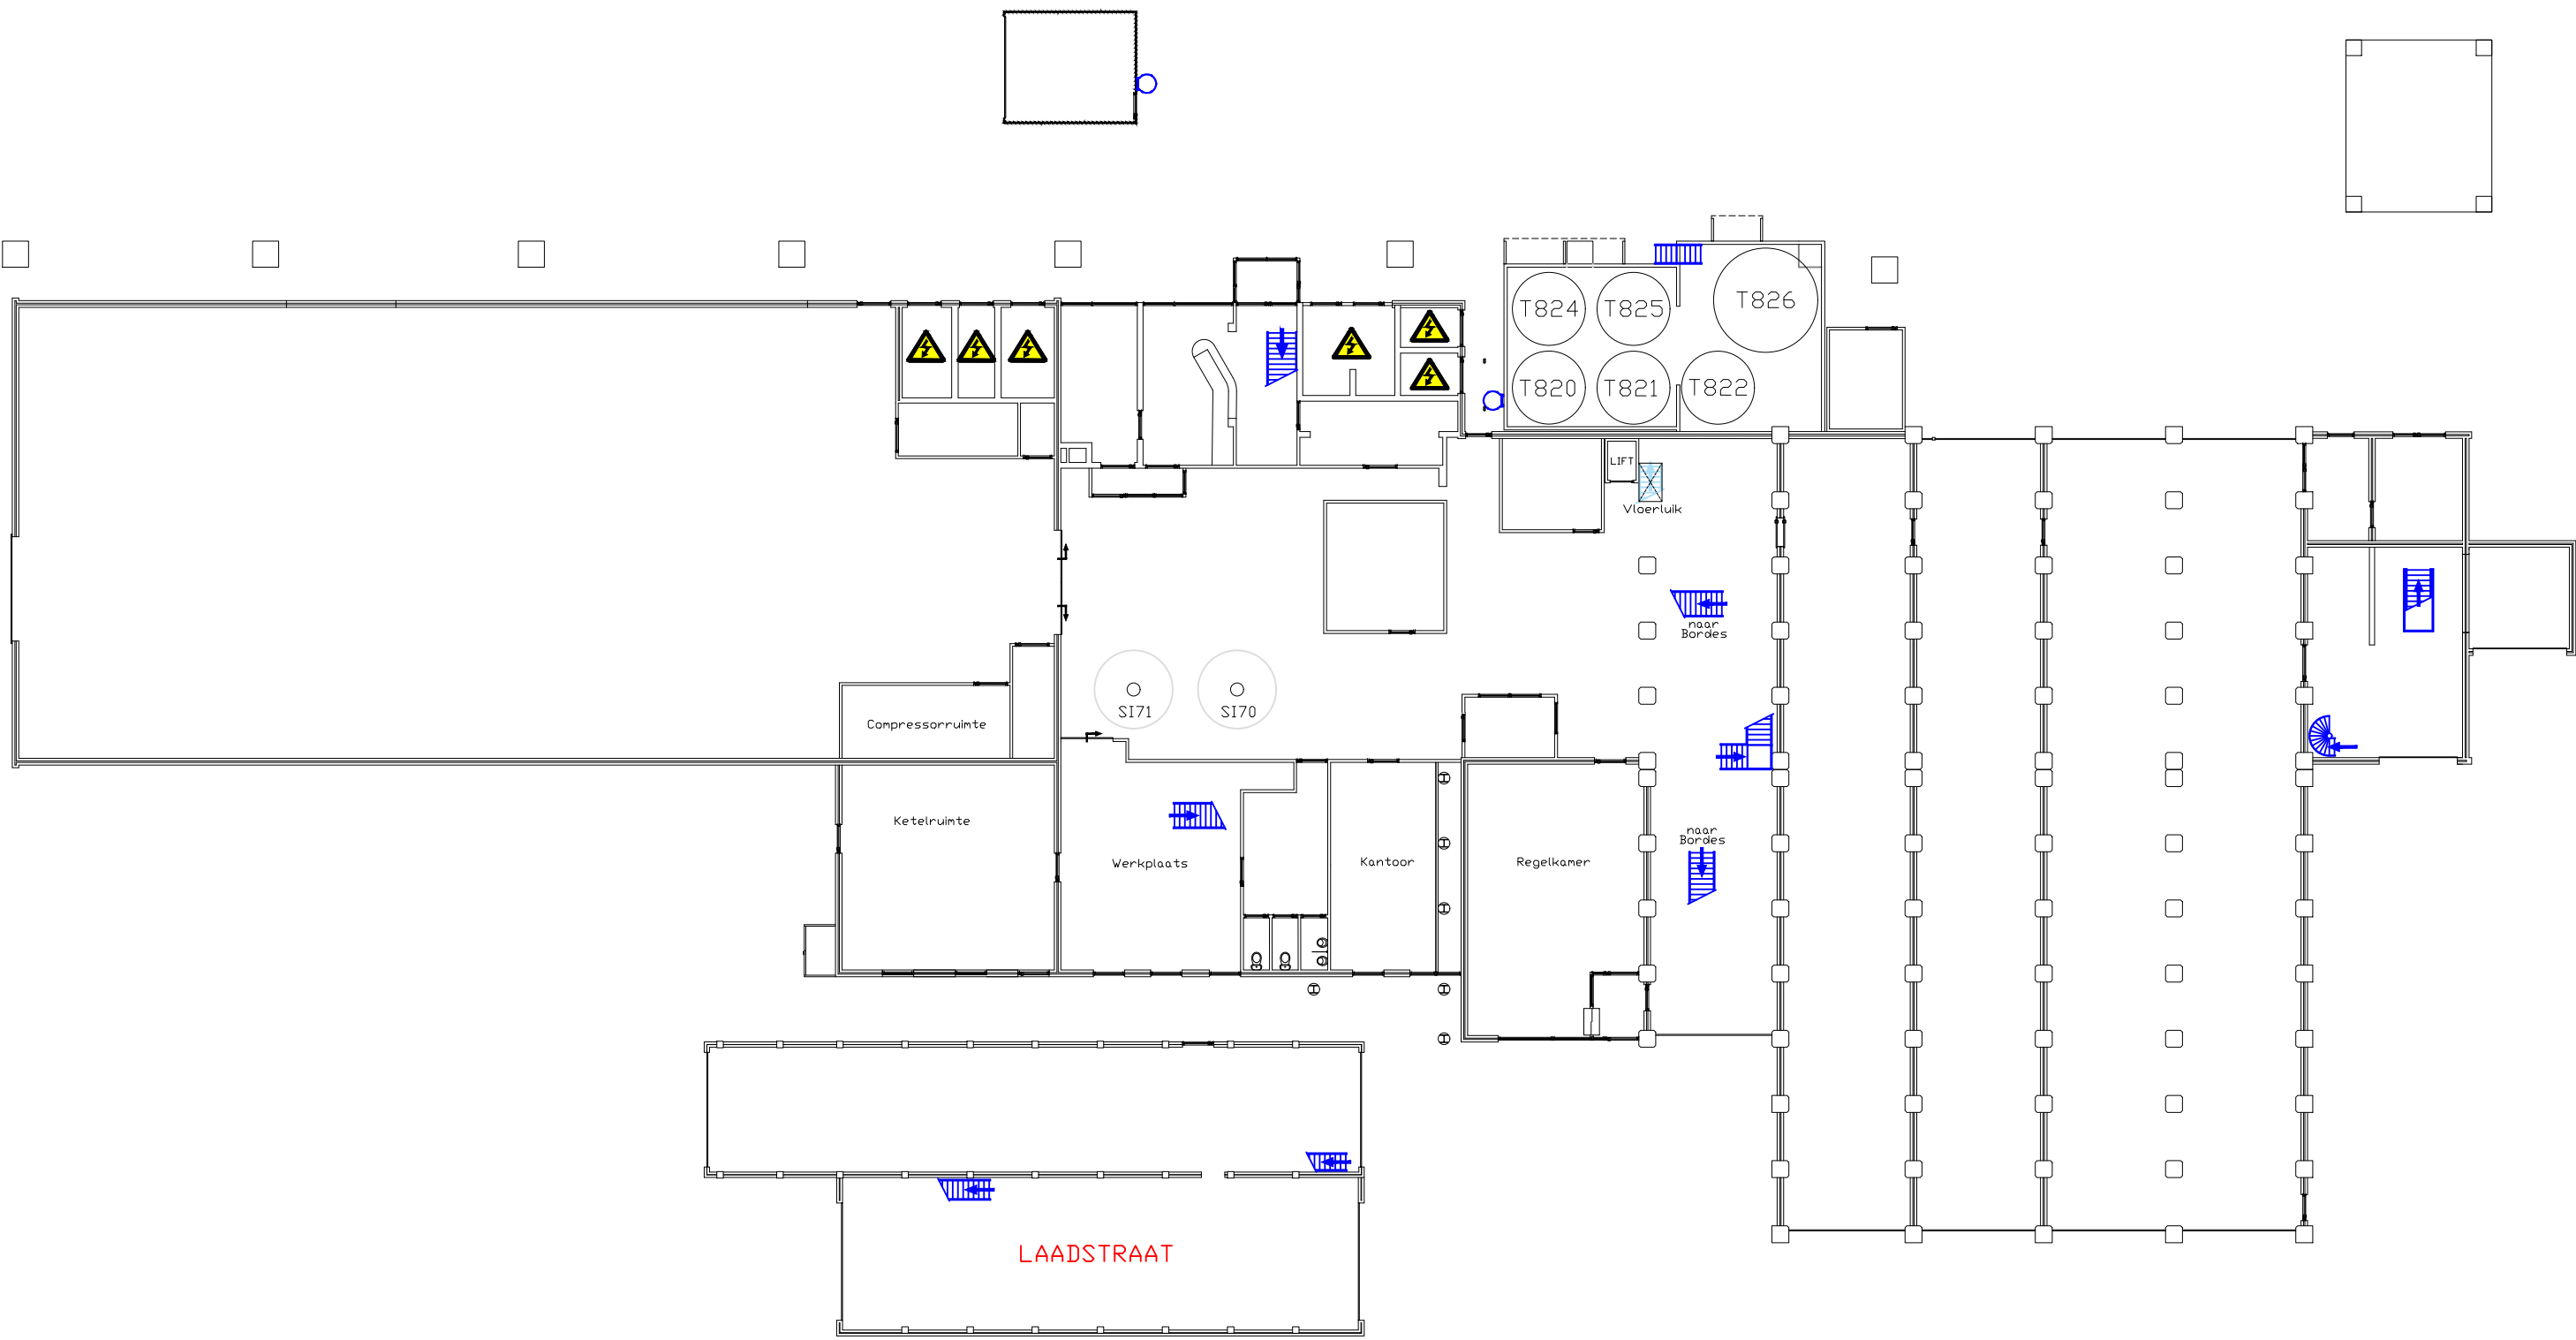 T824
T825
T826
T820
T821
T822
LIFT
Vloerluik
naar
Bordes
SI71
SI70
Compressorruimte
Ketelruimte
naar
Bordes
Werkplaats
Kantoor
Regelkamer
LAADSTRAAT